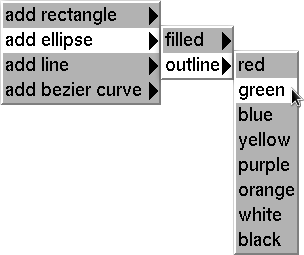 add rectangle
add ellipse
add line
add bezier curve
filled
outline
red
green
blue
yellow
purple
orange
white
black